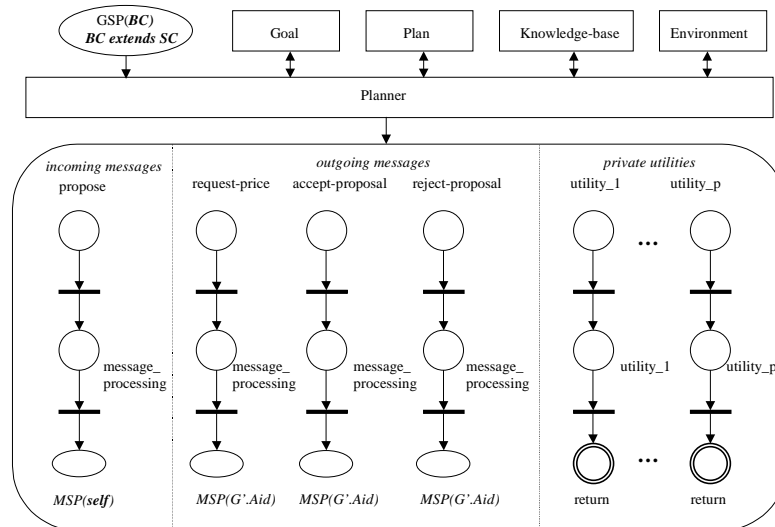 GSP(BC)
BC extends SC
Goal
Plan
Knowledge-base
Environment
Planner
incoming messages
outgoing messages
private utilities
propose
request-price
accept-proposal
reject-proposal
utility_1
utility_p
...
message_
processing
message_
processing
message_
processing
message_
processing
utility_1
utility_p
...
MSP(self)
MSP(G'.Aid)
MSP(G'.Aid)
MSP(G'.Aid)
return
return